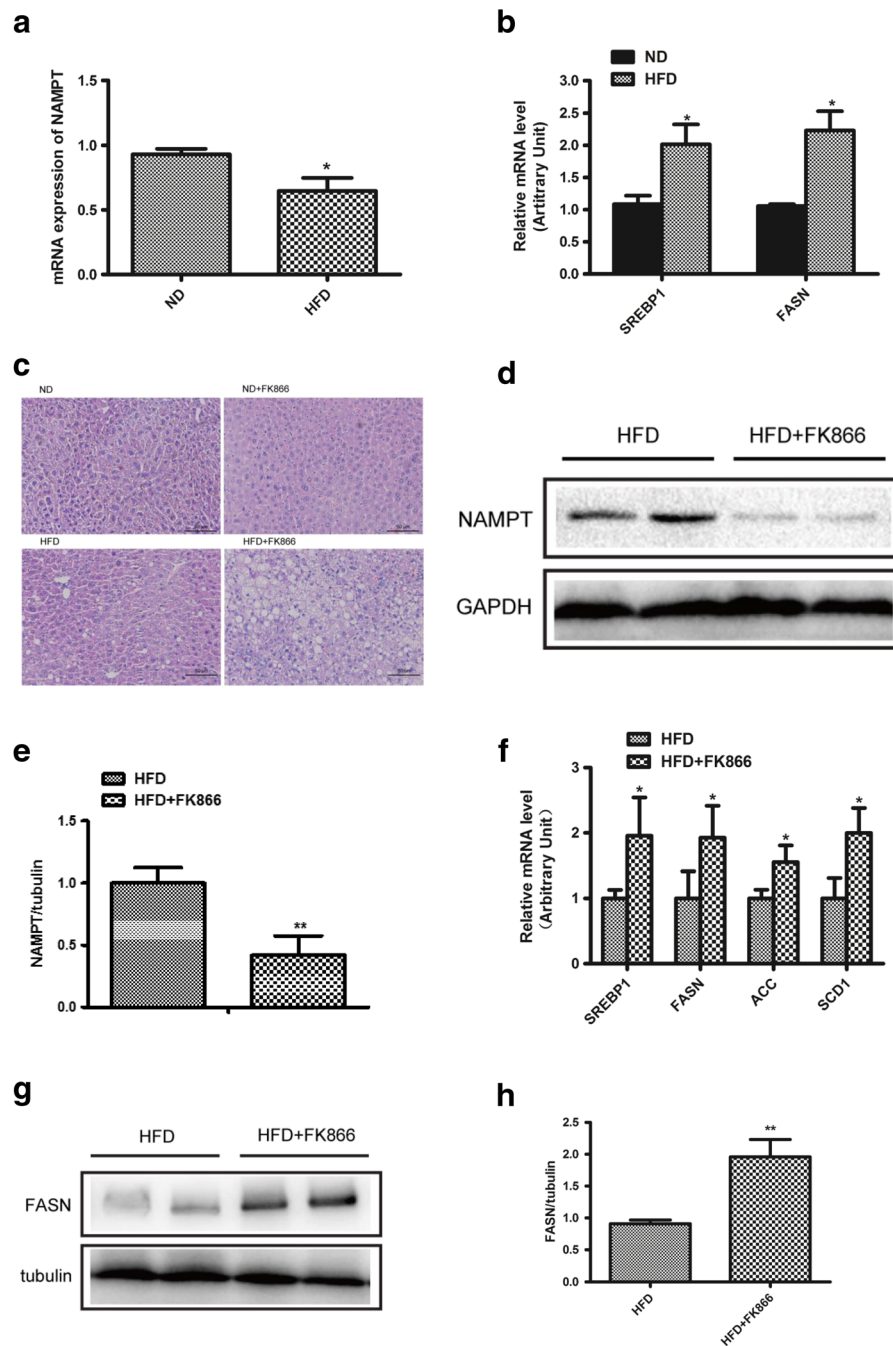 a
mRNA expression of NAMPT
1.5
1.0
0.5
0.0
*
ND
HFD
b
ND
HFD
Relative mRNA level
(Artitrary Unit)
3.0
2.5
2.0
1.5
1.0
0.5
0.0
*
*
SREBP1
FASN
c
ND
ND+FK866
HFD
HFD+FK866
d
HFD
HFD+FK866
NAMPT
GAPDH
e
HFD
HFD+FK866
NAMPT/tubulin
1.5
1.0
0.5
0.0
**
f
HFD
HFD+FK866
Relative mRNA level
(Arbitrary Unit)
3
2
1
0
*
*
*
*
SREBP1
FASN
ACC
SCD1
g
HFD
HFD+FK866
FASN
tubulin
h
FASN/tubulin
2.5
2.0
1.5
1.0
0.5
0.0
**
HFD
HFD+FK866